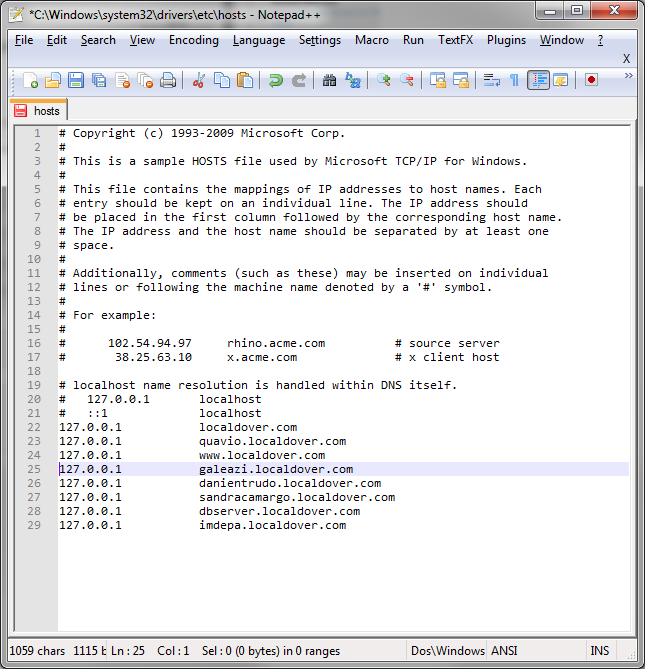 *C:\Windows\system32\drivers\etc\hosts - Notepad++
File Edit Search View Encoding Language Settings Macro Run TextFX Plugins Window ?
X
hosts
1 # Copyright (c) 1993-2009 Microsoft Corp.
2 #
3 # This is a sample HOSTS file used by Microsoft TCP/IP for Windows.
4 #
5 # This file contains the mappings of IP addresses to host names. Each
6 # entry should be kept on an individual line. The IP address should
7 # be placed in the first column followed by the corresponding host name.
8 # The IP address and the host name should be separated by at least one
9 # space.
10 #
11 # Additionally, comments (such as these) may be inserted on individual
12 # lines or following the machine name denoted by a '#' symbol.
13 #
14 # For example:
15 #
16 # 102.54.94.97 rhino.acme.com # source server
17 # 38.25.63.10 x.acme.com # x client host
18
19 # localhost name resolution is handled within DNS itself.
20 # 127.0.0.1 localhost
21 # ::1 localhost
22 127.0.0.1 localdover.com
23 127.0.0.1 quavio.localdover.com
24 127.0.0.1 www.localdover.com
25 127.0.0.1 galeazi.localdover.com
26 127.0.0.1 danientrudo.localdover.com
27 127.0.0.1 sandracamargo.localdover.com
28 127.0.0.1 dbserver.localdover.com
29 127.0.0.1 imdepa.localdover.com
1059 chars 1115 b Ln : 25 Col : 1 Sel : 0 (0 bytes) in 0 ranges Dos\Windows ANSI INS